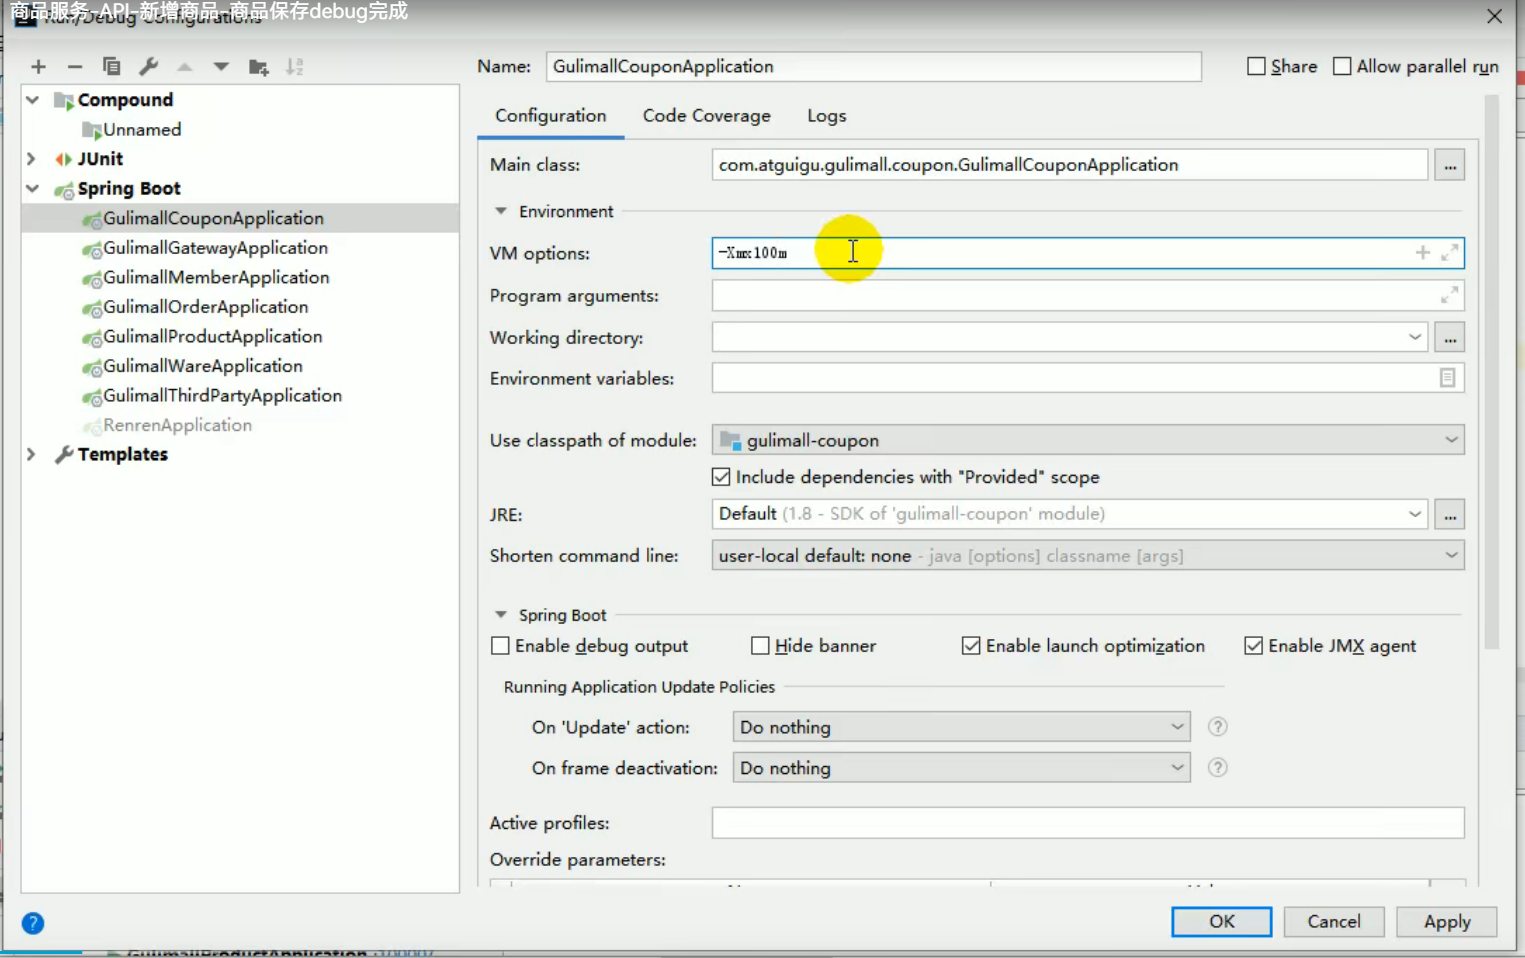 商品服务-API-新增商品-商品保存debug完成
Run/Debug Configurations
Name:
GulimallCouponApplication
Share
Allow parallel run
Compound
Unnamed
JUnit
Spring Boot
GulimallCouponApplication
GulimallGatewayApplication
GulimallMemberApplication
GulimallOrderApplication
GulimallProductApplication
GulimallWareApplication
GulimallThirdPartyApplication
RenrenApplication
Templates
Configuration
Code Coverage
Logs
Main class:
com.atguigu.gulimall.coupon.GulimallCouponApplication
...
Environment
VM options:
-Xmx100m
Program arguments:
Working directory:
...
Environment variables:
Use classpath of module:
gulimall-coupon
Include dependencies with "Provided" scope
JRE:
Default (1.8 - SDK of 'gulimall-coupon' module)
...
Shorten command line:
user-local default: none - java [options] classname [args]
Spring Boot
Enable debug output
Hide banner
Enable launch optimization
Enable JMX agent
Running Application Update Policies
On 'Update' action:
Do nothing
?
On frame deactivation:
Do nothing
?
Active profiles:
Override parameters:
?
OK
Cancel
Apply
GulimallProductApplication :10000/